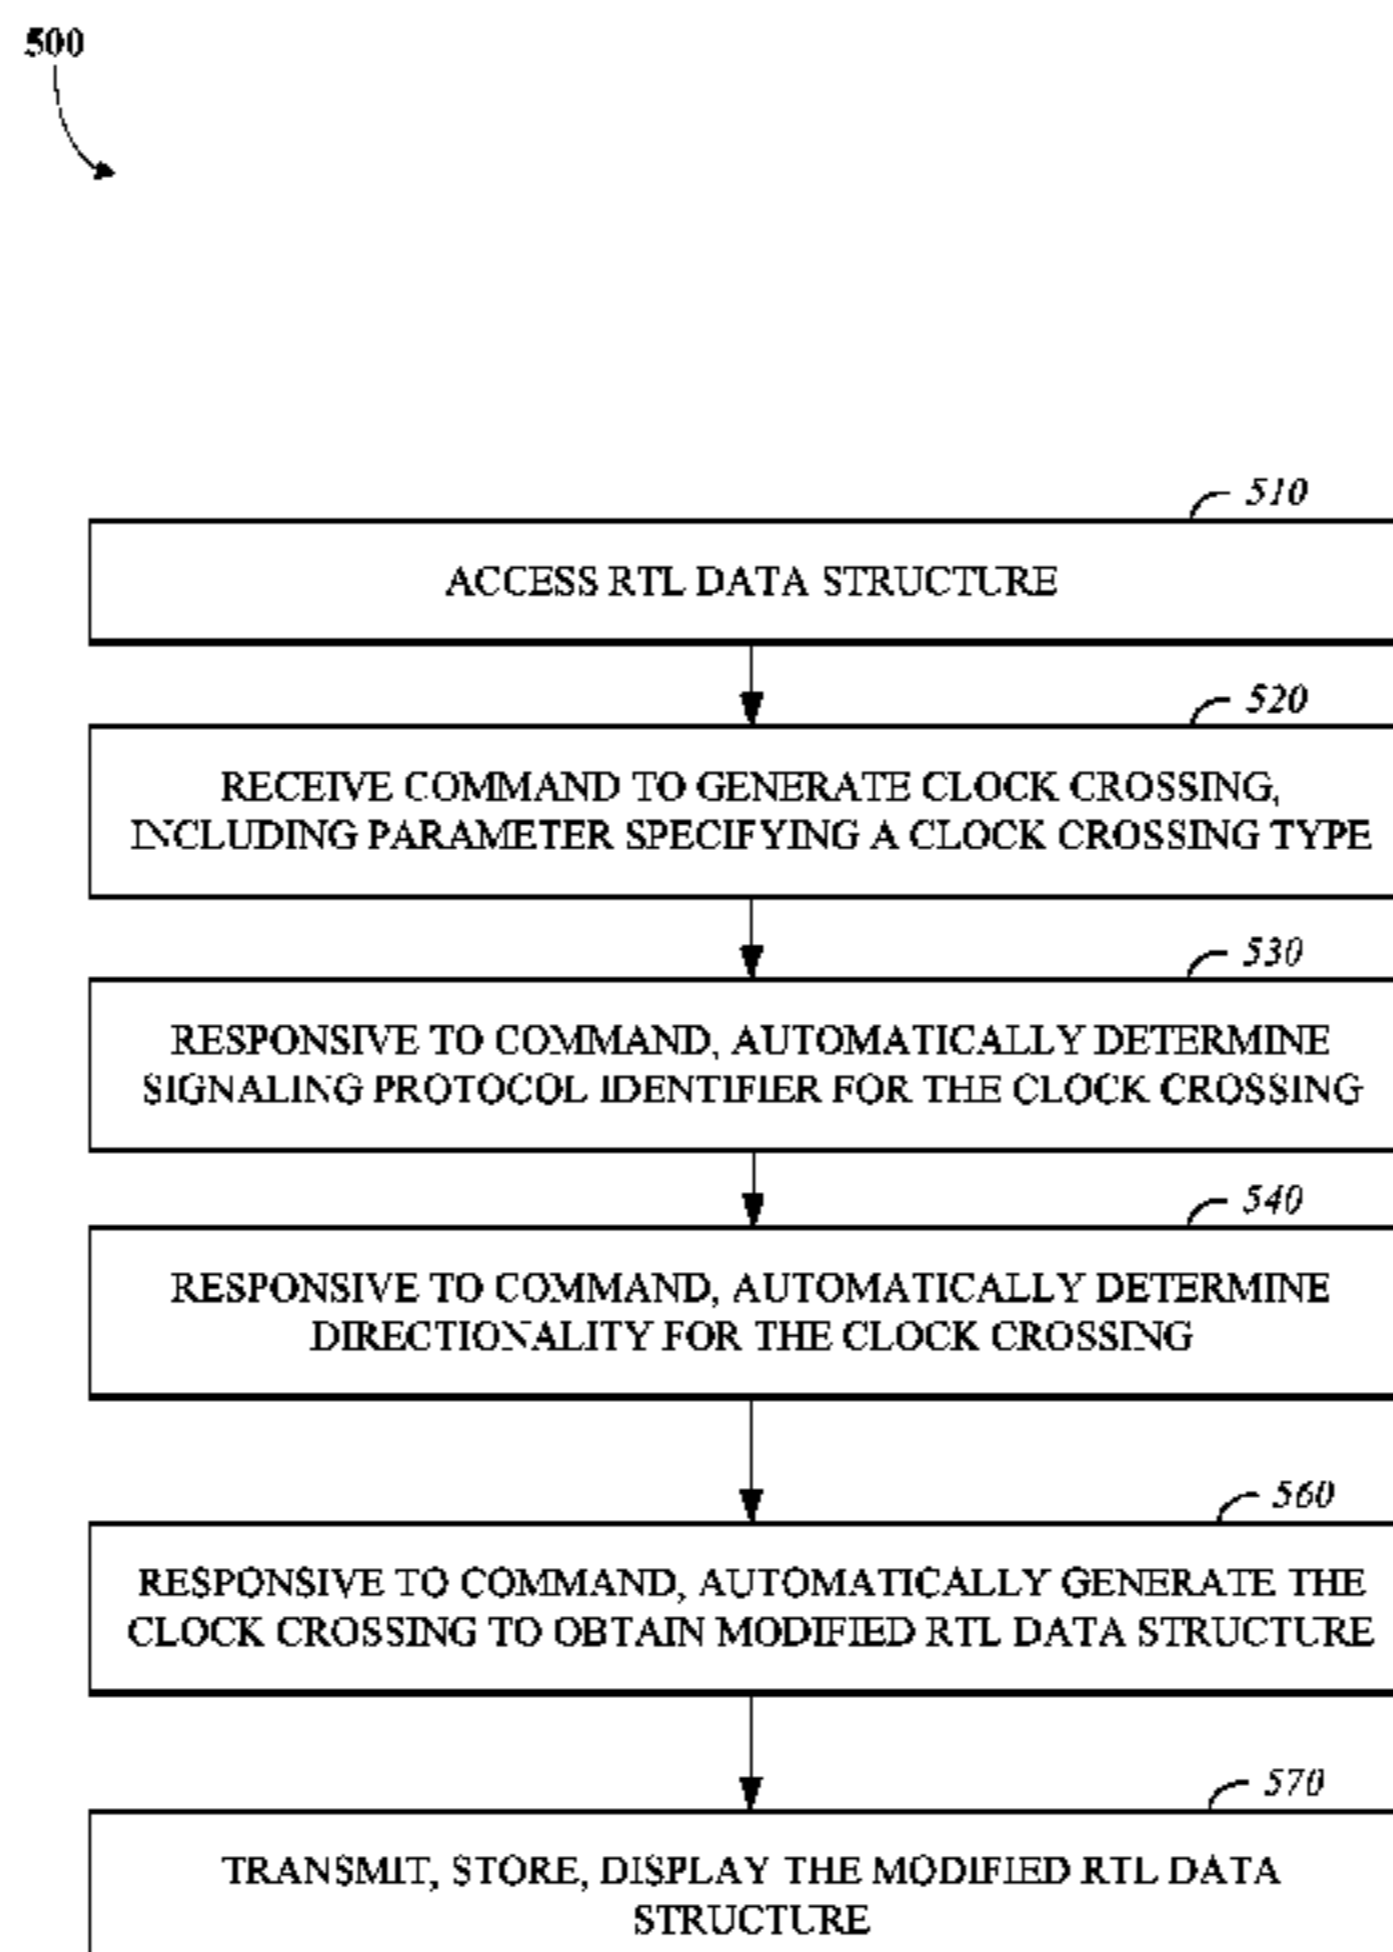 500
510
ACCESS RTL DATA STRUCTURE
520
RECEIVE COMMAND TO GENERATE CLOCK CROSSING,
INCLUDING PARAMETER SPECIFYING A CLOCK CROSSING TYPE
530
RESPONSIVE TO COMMAND, AUTOMATICALLY DETERMINE
SIGNALING PROTOCOL IDENTIFIER FOR THE CLOCK CROSSING
540
RESPONSIVE TO COMMAND, AUTOMATICALLY DETERMINE
DIRECTIONALITY FOR THE CLOCK CROSSING
560
RESPONSIVE TO COMMAND, AUTOMATICALLY GENERATE THE
CLOCK CROSSING TO OBTAIN MODIFIED RTL DATA STRUCTURE
570
TRANSMIT, STORE, DISPLAY THE MODIFIED RTL DATA
STRUCTURE